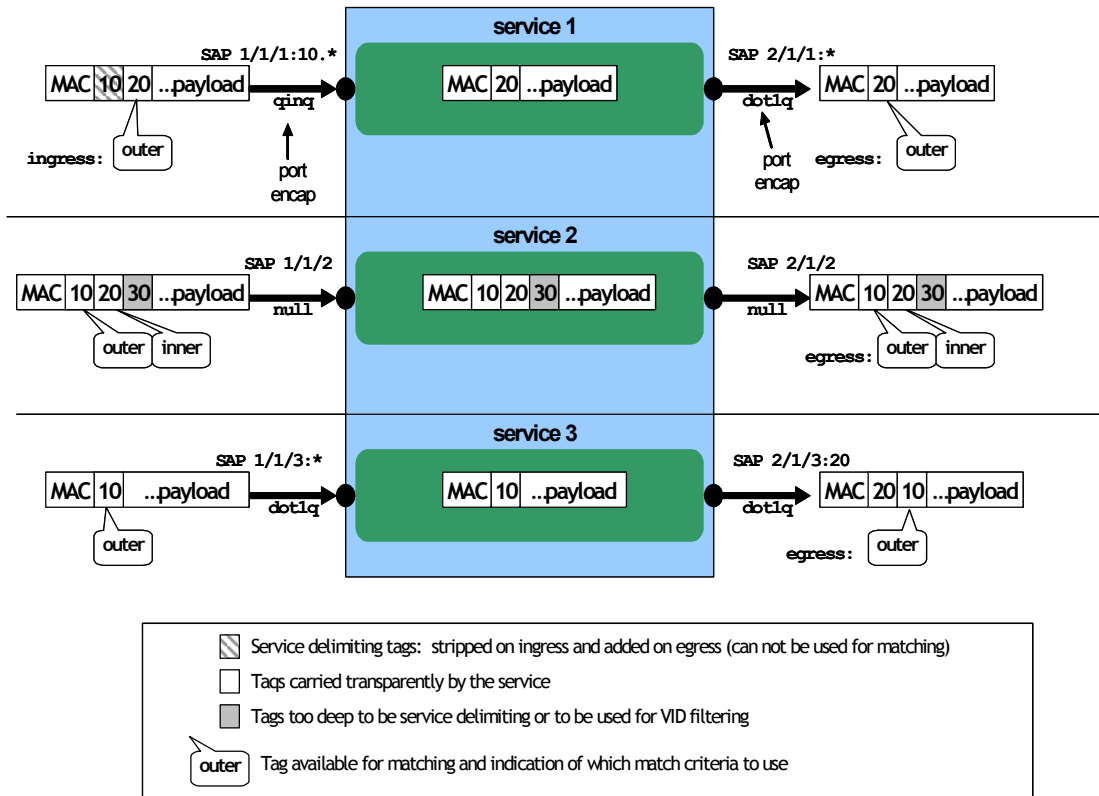 service 1
SAP 1/1/1:10.*
SAP 2/1/1:*
MAC 10 20 ...payload
qinq
MAC 20 ...payload
dot1q
MAC 20 ...payload
ingress:
outer
port
encap
port
encap
egress:
outer
service 2
SAP 1/1/2
SAP 2/1/2
MAC 10 20 30 ...payload
null
MAC 10 20 30 ...payload
null
MAC 10 20 30 ...payload
outer
inner
egress:
outer
inner
service 3
SAP 1/1/3:*
SAP 2/1/3:20
MAC 10 ...payload
dot1q
MAC 10 ...payload
dot1q
MAC 20 10 ...payload
outer
egress:
outer
Service delimiting tags: stripped on ingress and added on egress (can not be used for matching)
Taqs carried transparently by the service
Tags too deep to be service delimiting or to be used for VID filtering
outer
Tag available for matching and indication of which match criteria to use